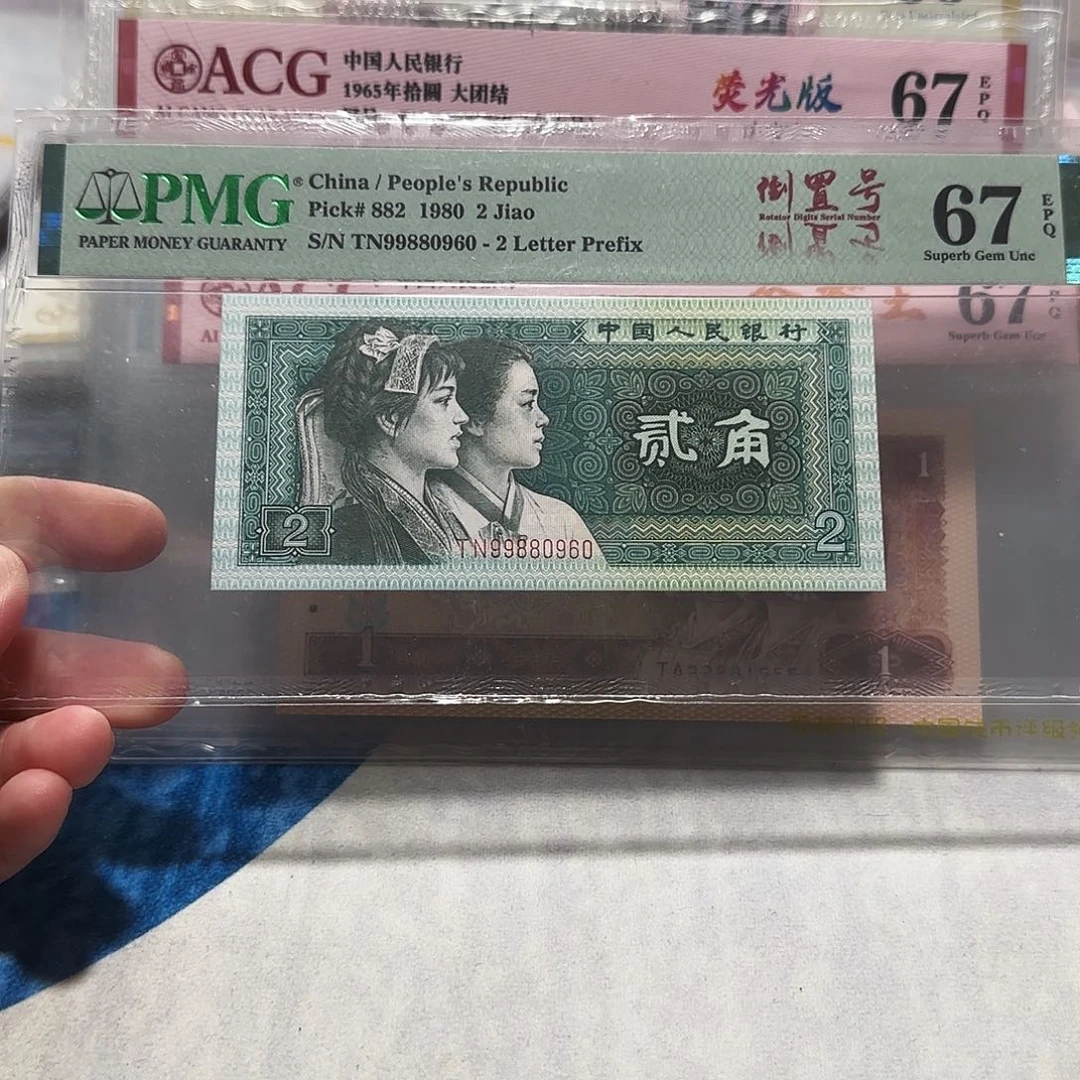 ACG
中国人民银行
1965年拾圆 大团结
荧光版
67
EPQ
PMG®
PAPER MONEY GUARANTY
China / People's Republic
Pick# 882 1980 2 Jiao
S/N TN99880960 - 2 Letter Prefix
倒置号
Rotator Digits Serial Number
67
EPQ
Superb Gem Unc
67
Superb Gem Unc
中国人民银行
贰角
2
2
TN99880960
1
1
1